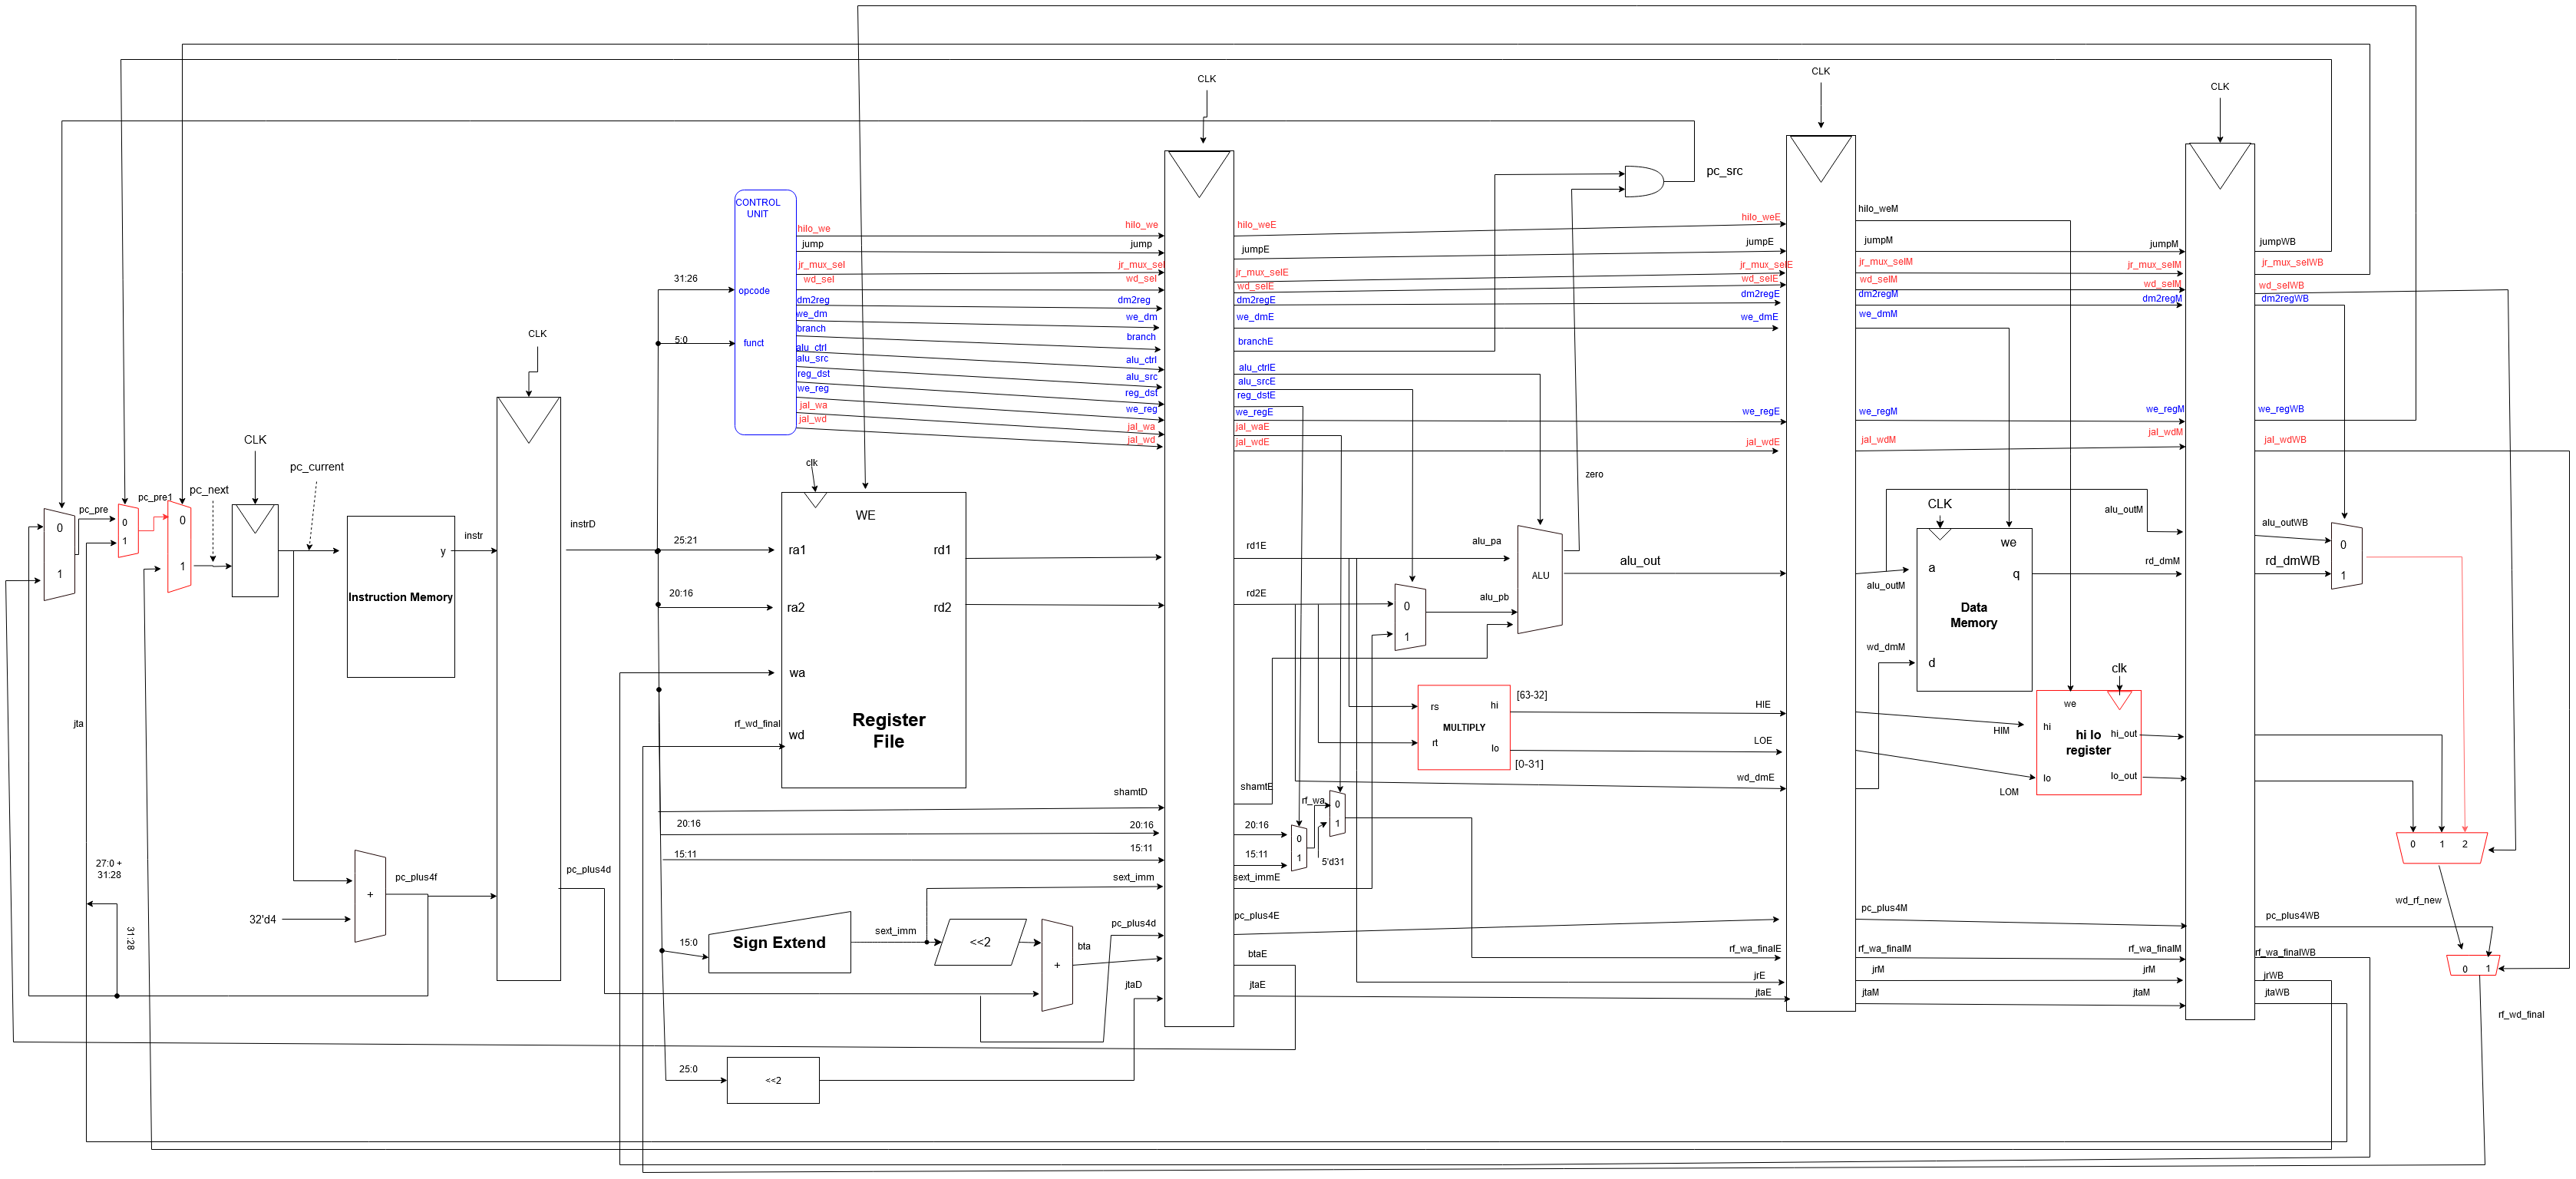 CLK
CLK
CLK
pc_src
CONTROL
UNIT
opcode
funct
31:26
5:0
hilo_we
jump
jr_mux_sel
wd_sel
dm2reg
we_dm
branch
alu_ctrl
alu_src
reg_dst
we_reg
jal_wa
jal_wd
hilo_we
jump
jr_mux_sel
wd_sel
dm2reg
we_dm
branch
alu_ctrl
alu_src
reg_dst
we_reg
jal_wa
jal_wd
hilo_weE
jumpE
jr_mux_selE
wd_selE
dm2regE
we_dmE
branchE
alu_ctrlE
alu_srcE
reg_dstE
we_regE
jal_waE
jal_wdE
hilo_weE
jumpE
jr_mux_selE
wd_selE
dm2regE
we_dmE
we_regE
jal_wdE
hilo_weM
jumpM
jr_mux_selM
wd_selM
dm2regM
we_dmM
we_regM
jal_wdM
jumpM
jr_mux_selM
wd_selM
dm2regM
we_regM
jal_wdM
jumpWB
jr_mux_selWB
wd_selWB
dm2regWB
we_regWB
jal_wdWB
CLK
CLK
pc_current
pc_next
pc_pre
pc_pre1
0
1
0
1
0
1
Instruction Memory
y
instr
instrD
25:21
20:16
clk
WE
ra1
ra2
wa
wd
rd1
rd2
Register
File
rf_wd_final
rd1E
rd2E
zero
alu_pa
alu_pb
ALU
alu_out
0
1
MULTIPLY
rs
rt
hi
lo
[63-32]
[0-31]
HIE
LOE
wd_dmE
alu_outM
alu_outM
wd_dmM
CLK
we
a
q
d
Data
Memory
rd_dmM
clk
we
hi
lo
hi lo
register
hi_out
lo_out
HIM
LOM
alu_outWB
rd_dmWB
0
1
0 1 2
wd_rf_new
0 1
rf_wd_final
jta
27:0 +
31:28
31:28
32'd4
+
pc_plus4f
pc_plus4d
shamtD
20:16
20:16
15:11
15:11
15:0
Sign Extend
sext_imm
sext_imm
<<2
+
bta
pc_plus4d
jtaD
25:0
<<2
shamtE
20:16
15:11
sext_immE
pc_plus4E
btaE
jtaE
0
1
rf_wa
0
1
5'd31
rf_wa_finalE
jrE
jtaE
pc_plus4M
rf_wa_finalM
jrM
jtaM
rf_wa_finalM
jrM
jtaM
pc_plus4WB
rf_wa_finalWB
jrWB
jtaWB